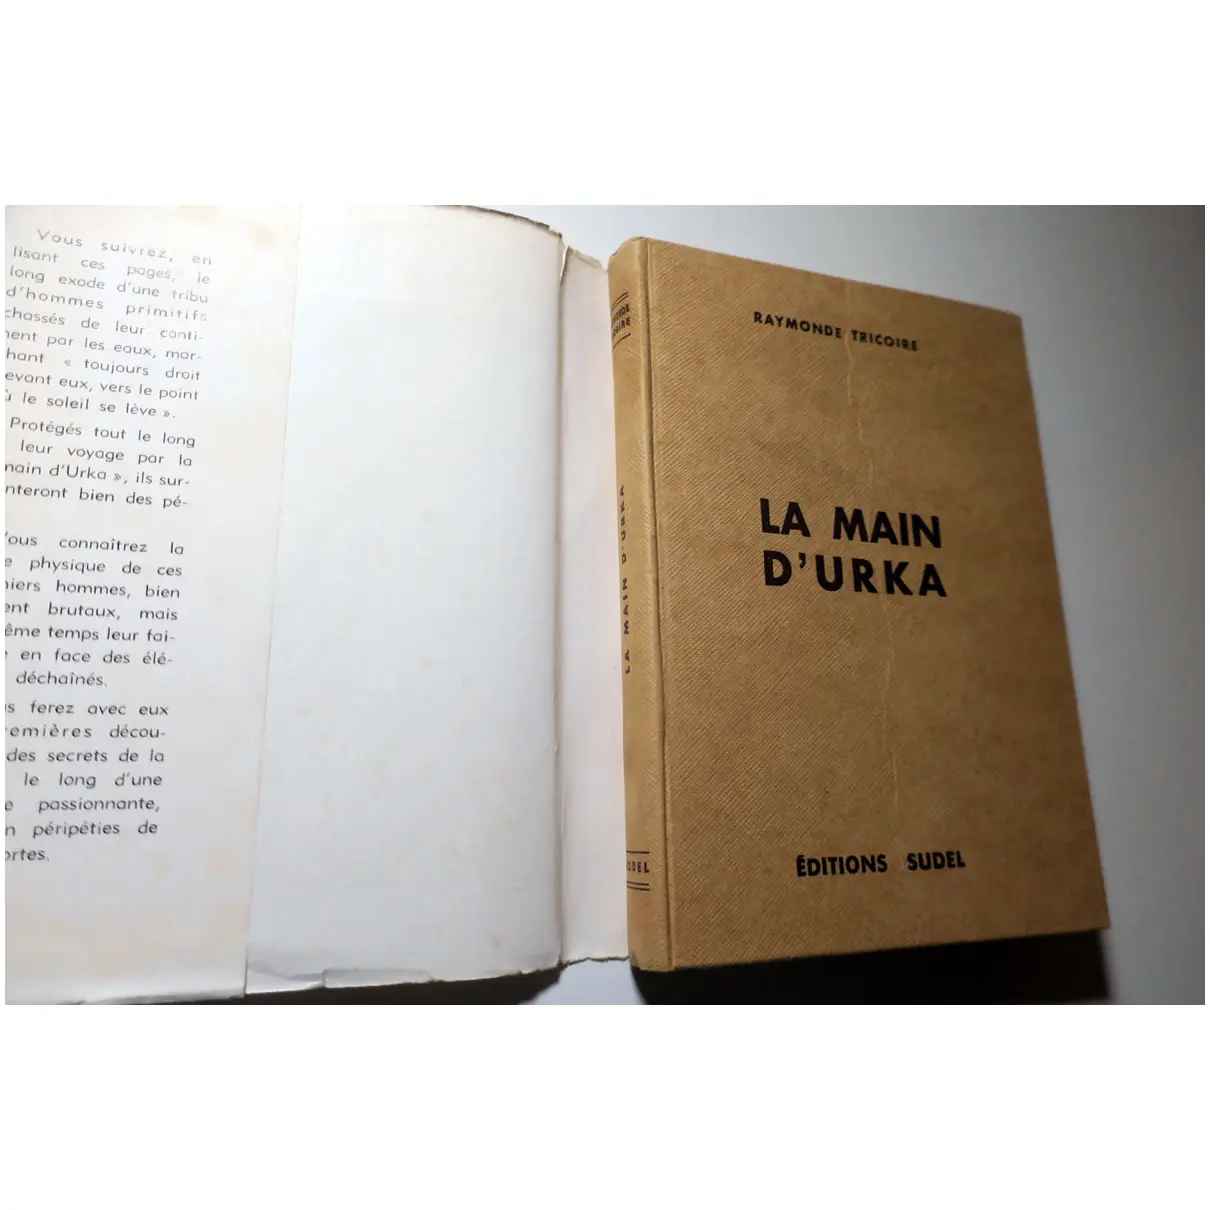 Vous suivrez, en
lisant ces pages, le
long exode d'une tribu
d'hommes primitifs
chassés de leur conti-
nent par les eaux, mar-
chant « toujours droit
devant eux, vers le point
où le soleil se lève ».
Protégés tout le long
leur voyage par la
main d'Urka », ils sur-
monteront bien des pé-
Vous connaîtrez la
physique de ces
premiers hommes, bien
brutaux, mais
même temps leur fai-
en face des élé-
déchaînés.
ferez avec eux
premières décou-
des secrets de la
le long d'une
passionnante,
péripéties de
RAYMONDE TRICOIRE
LA MAIN
D'URKA
ÉDITIONS SUDEL
RAYMONDE
TRICOIRE
LA MAIN D'URKA
SUDEL